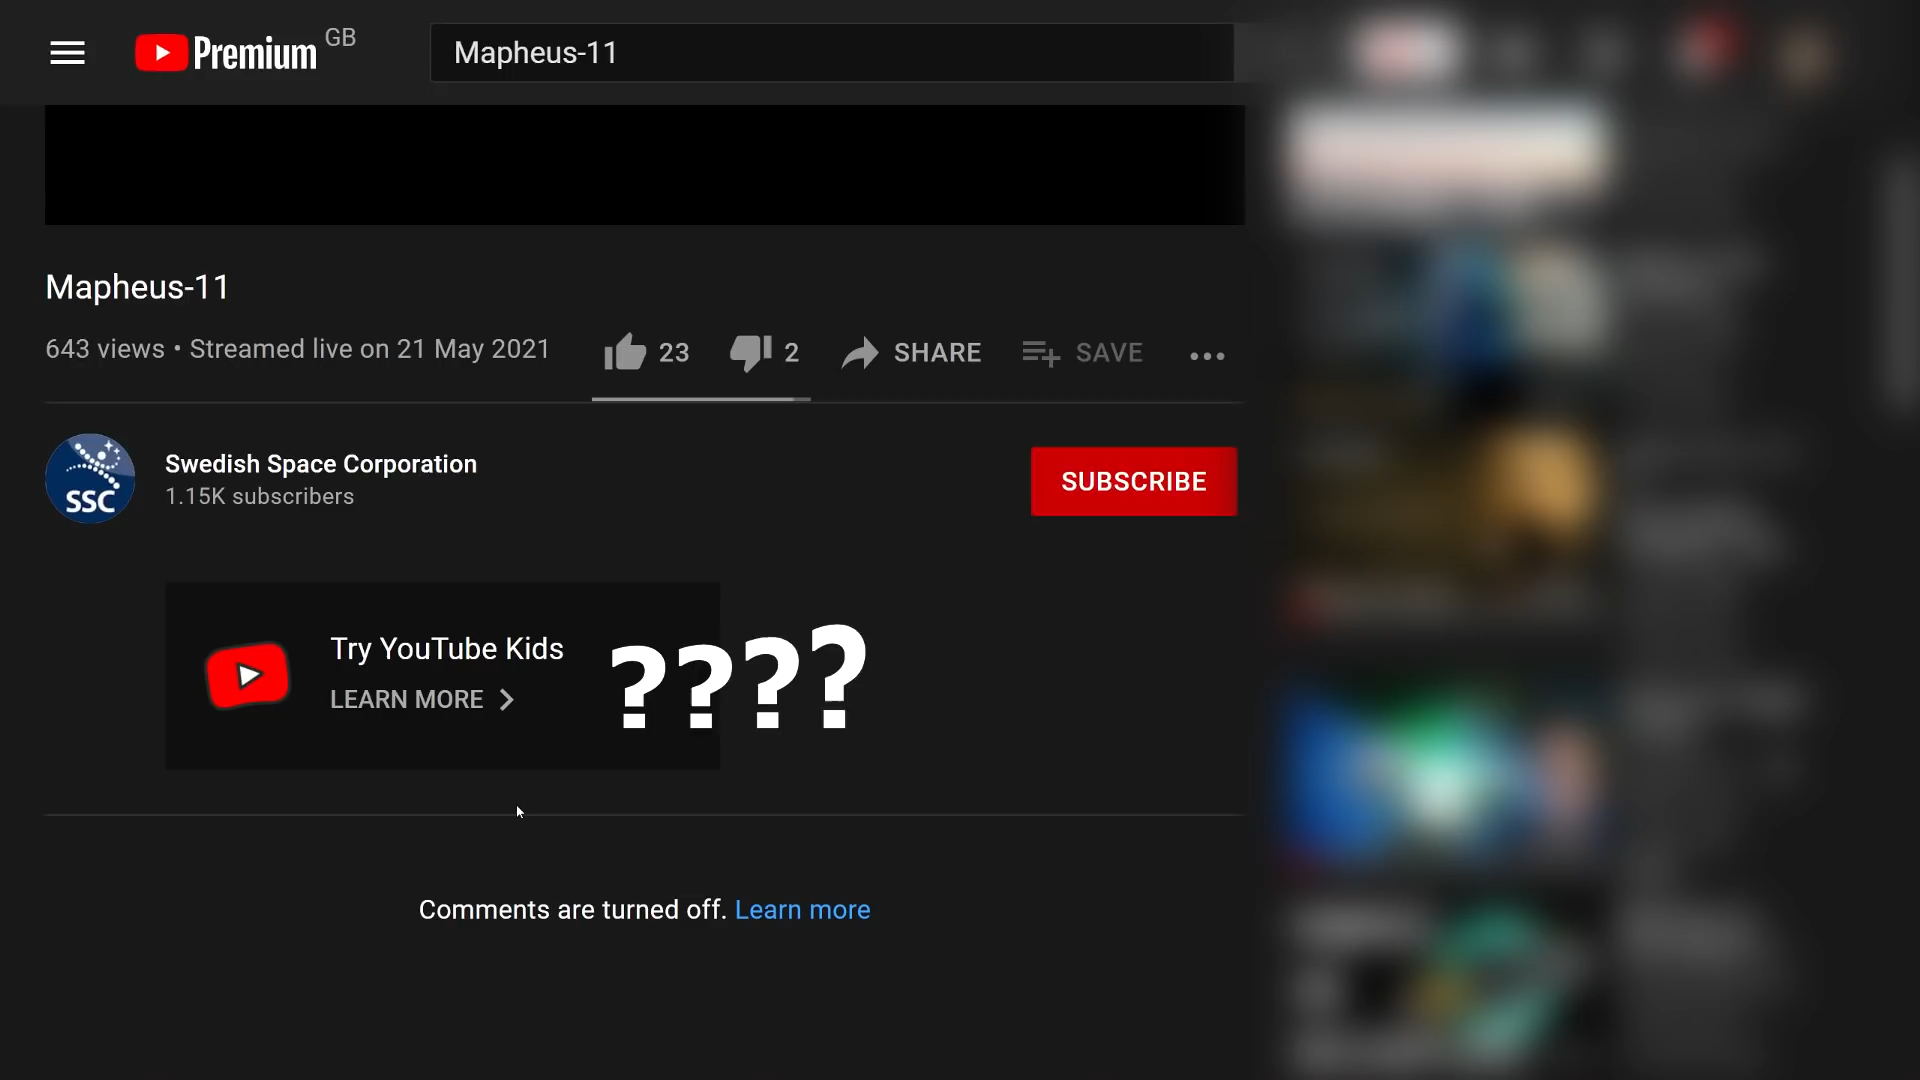 Premium GB
Mapheus-11
Mapheus-11
643 views • Streamed live on 21 May 2021
23
2
SHARE
SAVE
SSC
Swedish Space Corporation
1.15K subscribers
SUBSCRIBE
Try YouTube Kids
LEARN MORE
????
Comments are turned off. Learn more